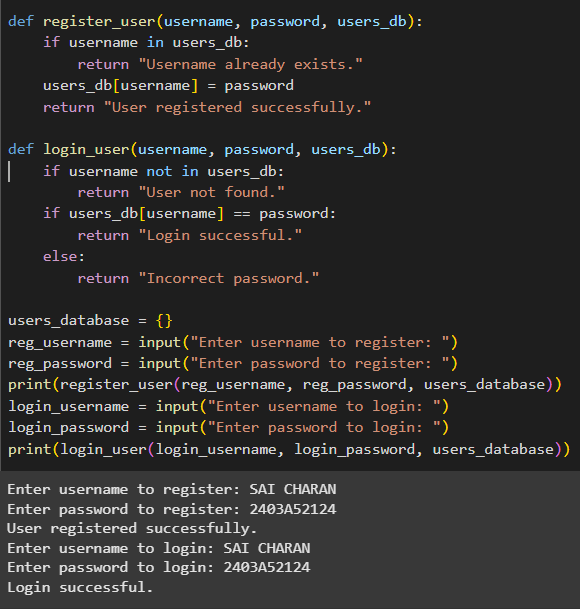 def register_user(username, password, users_db):
    if username in users_db:
        return "Username already exists."
    users_db[username] = password
    return "User registered successfully."

def login_user(username, password, users_db):
    if username not in users_db:
        return "User not found."
    if users_db[username] == password:
        return "Login successful."
    else:
        return "Incorrect password."

users_database = {}
reg_username = input("Enter username to register: ")
reg_password = input("Enter password to register: ")
print(register_user(reg_username, reg_password, users_database))
login_username = input("Enter username to login: ")
login_password = input("Enter password to login: ")
print(login_user(login_username, login_password, users_database))
Enter username to register: SAI CHARAN
Enter password to register: 2403A52124
User registered successfully.
Enter username to login: SAI CHARAN
Enter password to login: 2403A52124
Login successful.